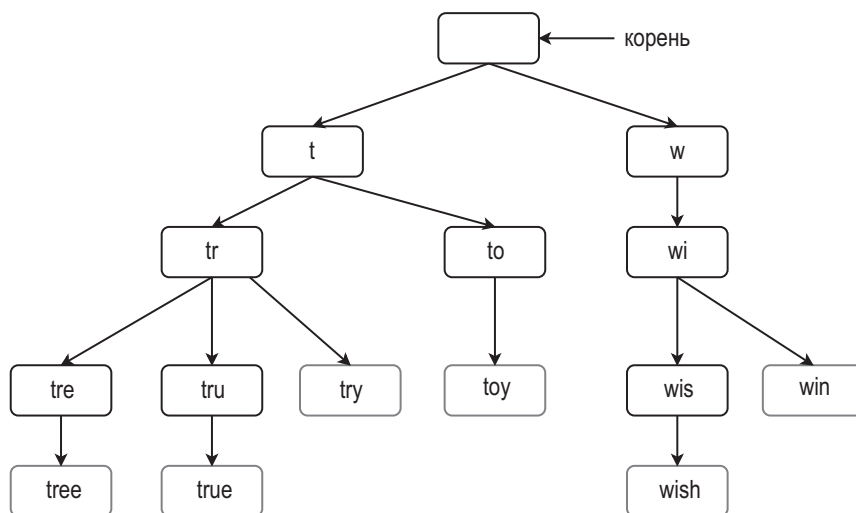 корень
t
w
tr
to
wi
tre
tru
try
toy
wis
win
tree
true
wish